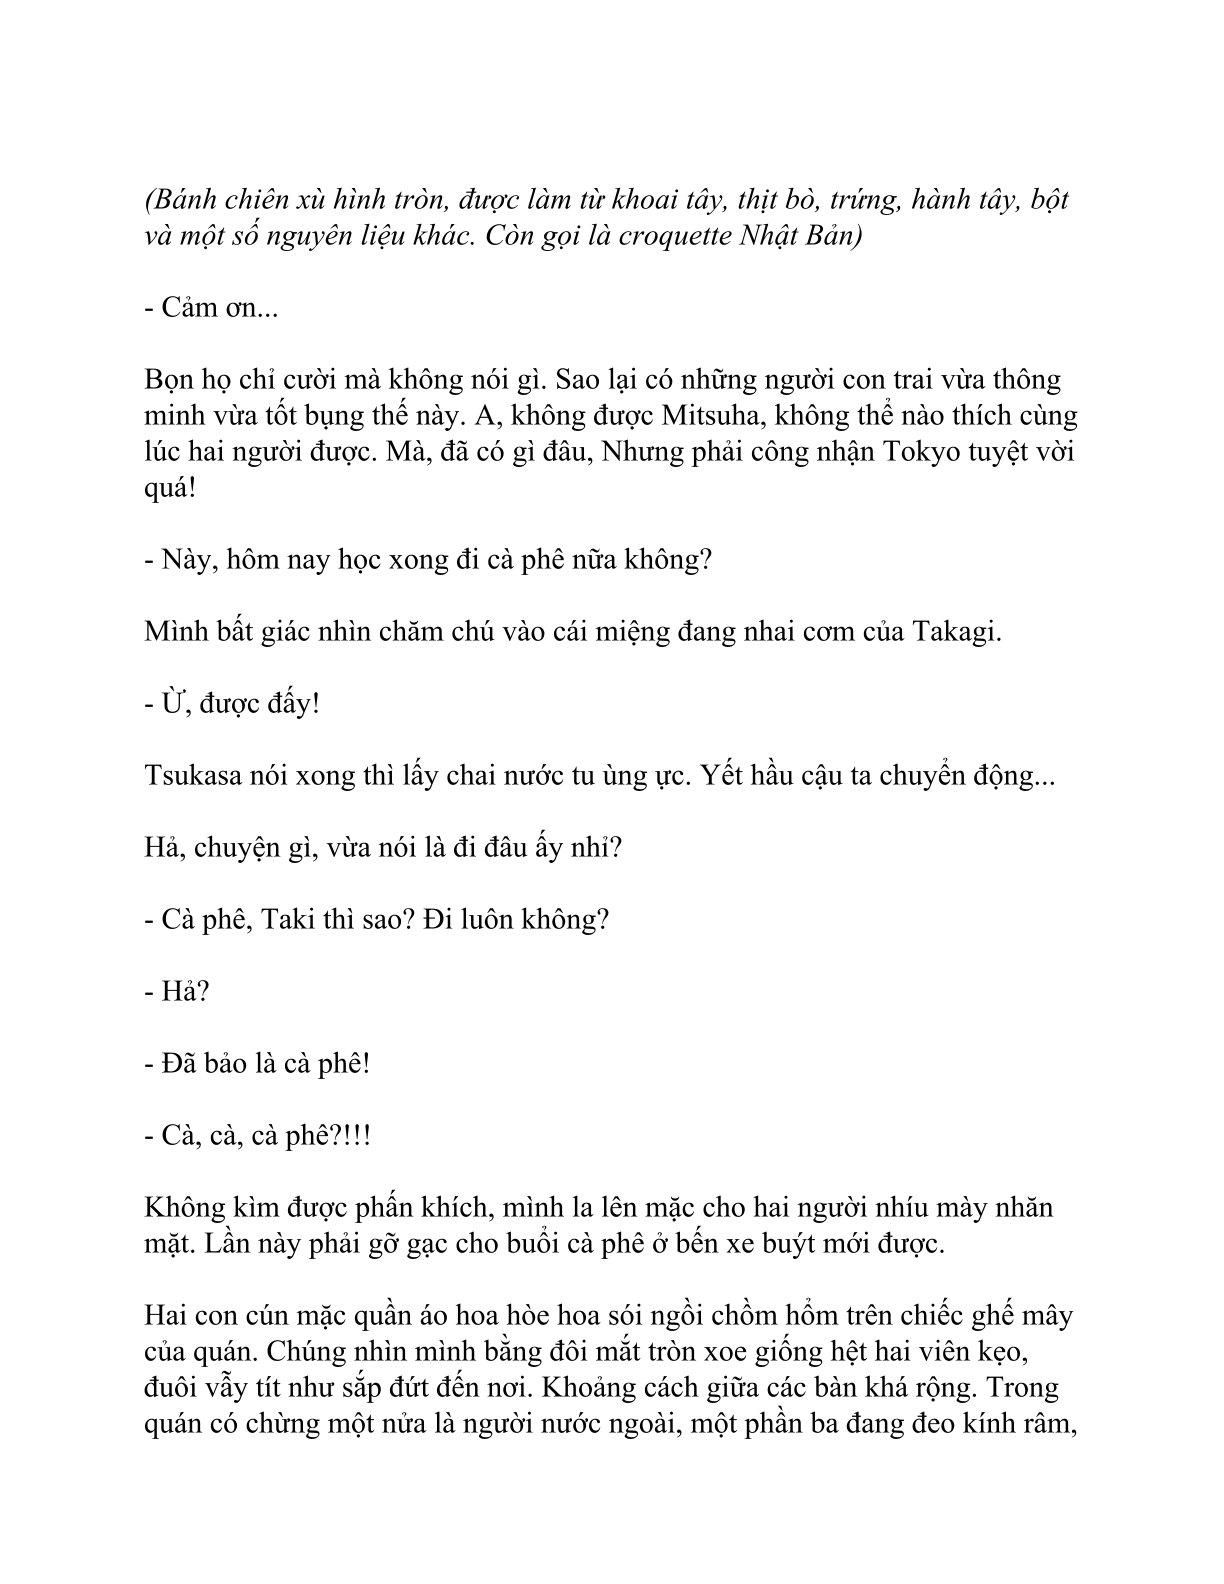 (Bánh chiên xù hình tròn, được làm từ khoai tây, thịt bò, trứng, hành tây, bột
và một số nguyên liệu khác. Còn gọi là croquette Nhật Bản)
- Cảm ơn...
Bọn họ chỉ cười mà không nói gì. Sao lại có những người con trai vừa thông
minh vừa tốt bụng thế này. A, không được Mitsuha, không thể nào thích cùng
lúc hai người được. Mà, đã có gì đâu, Nhưng phải công nhận Tokyo tuyệt vời
quá!
- Này, hôm nay học xong đi cà phê nữa không?
Mình bất giác nhìn chăm chú vào cái miệng đang nhai cơm của Takagi.
- Ừ, được đấy!
Tsukasa nói xong thì lấy chai nước tu ùng ực. Yết hầu cậu ta chuyển động...
Hả, chuyện gì, vừa nói là đi đâu ấy nhỉ?
- Cà phê, Taki thì sao? Đi luôn không?
- Hả?
- Đã bảo là cà phê!
- Cà, cà, cà phê?!!!
Không kìm được phấn khích, mình la lên mặc cho hai người nhíu mày nhăn
mặt. Lần này phải gỡ gạc cho buổi cà phê ở bến xe buýt mới được.
Hai con cún mặc quần áo hoa hòe hoa sói ngồi chồm hổm trên chiếc ghế mây
của quán. Chúng nhìn mình bằng đôi mắt tròn xoe giống hệt hai viên kẹo,
đuôi vẫy tít như sắp đứt đến nơi. Khoảng cách giữa các bàn khá rộng. Trong
quán có chừng một nửa là người nước ngoài, một phần ba đang đeo kính râm,